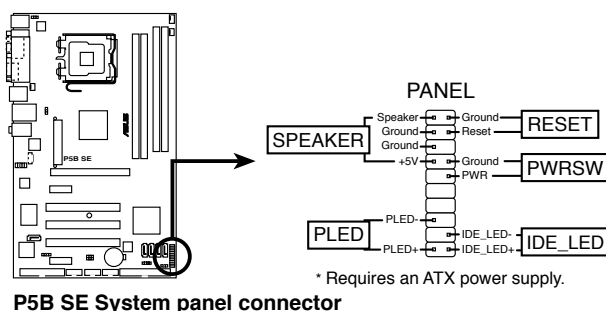 PANEL
SPEAKER
Speaker
Ground
Ground
+5V
Ground
Reset
RESET
Ground
PWR
PWRSW
PLED
PLED-
PLED+
IDE_LED-
IDE_LED+
IDE_LED
* Requires an ATX power supply.
ASUS
P5B SE
P5B SE System panel connector